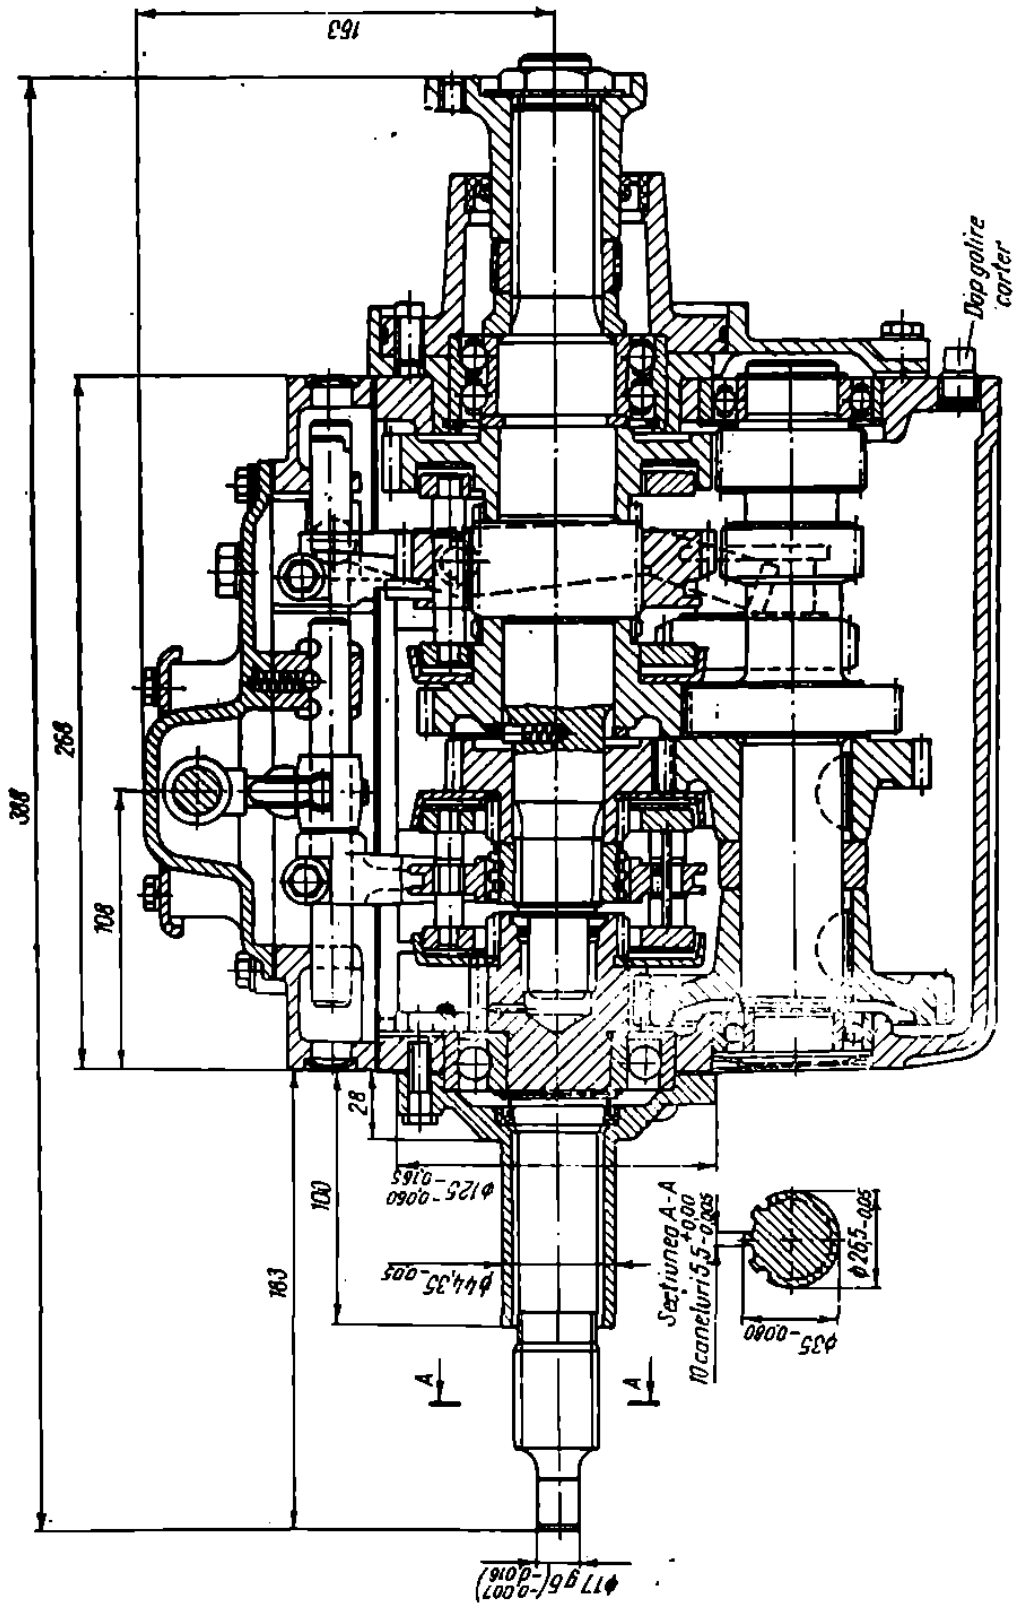 153
388
268
108
183
100
28
ϕ125 -0,060
-0,165
ϕ44,35 -0,05
A
A
Secțiunea A-A
10 caneluri 5,5 +0,00
-0,005
ϕ35 -0,080
ϕ26,5 -0,05
ϕ17 g6 (-0,007
-0,016)
Dop golire
carter